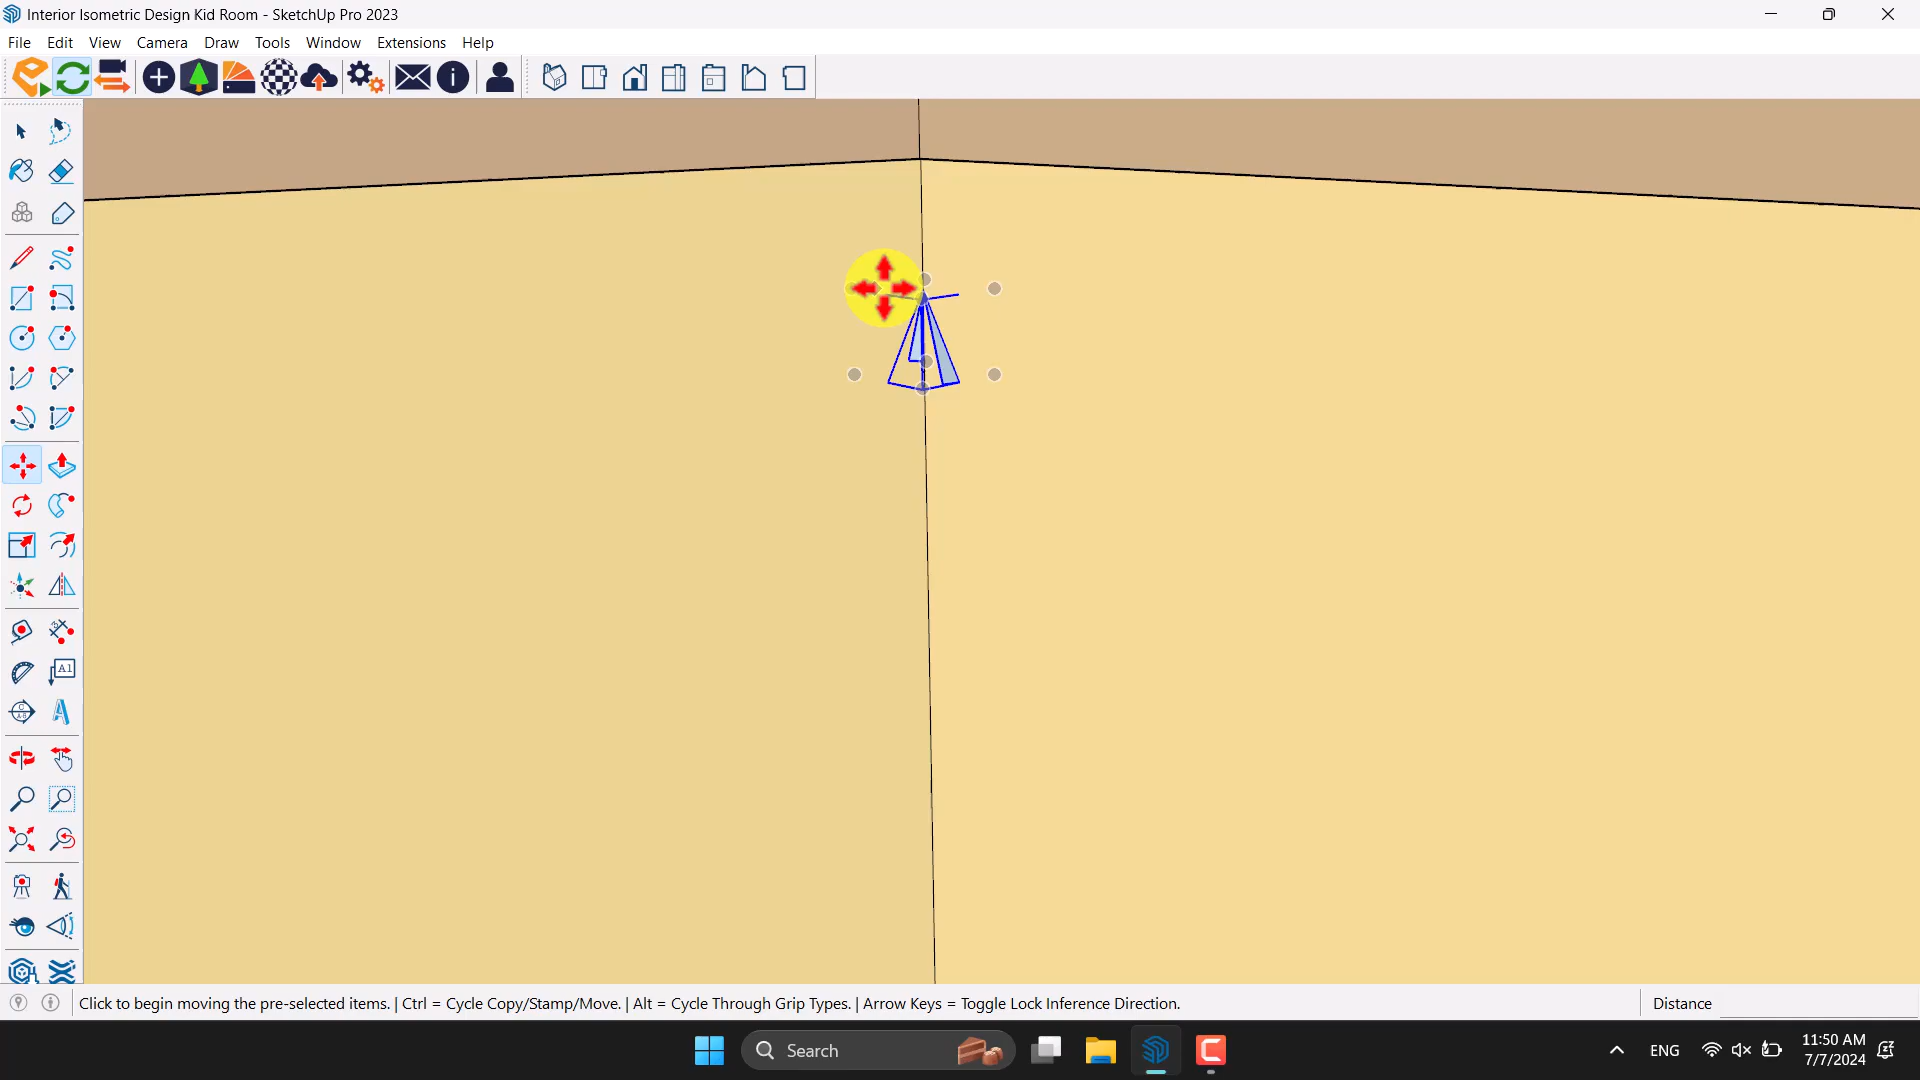 Interior Isometric Design Kid Room - SketchUp Pro 2023
File Edit View Camera Draw Tools Window Extensions Help
A1
Click to begin moving the pre-selected items. | Ctrl = Cycle Copy/Stamp/Move. | Alt = Cycle Through Grip Types. | Arrow Keys = Toggle Lock Inference Direction.
Distance
Search
ENG
11:50 AM
7/7/2024